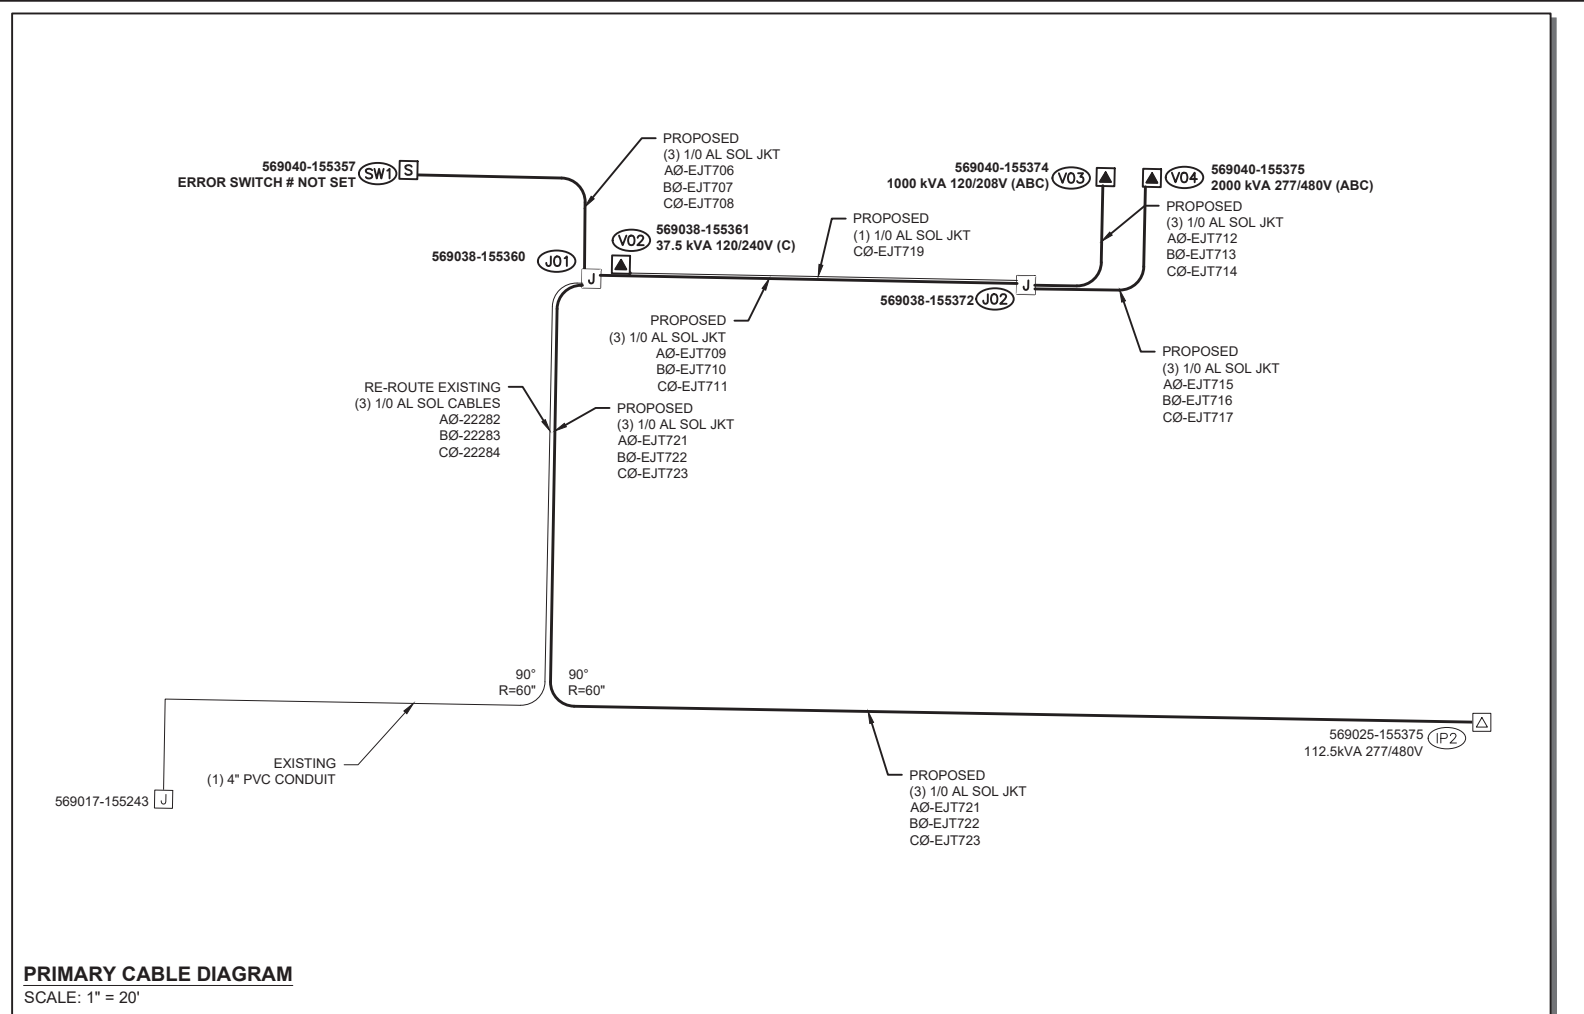 PROPOSED
(3) 1/0 AL SOL JKT
AØ-EJT706
BØ-EJT707
CØ-EJT708
569040-155357
ERROR SWITCH # NOT SET
SW1
S
569040-155374
1000 kVA 120/208V (ABC)
V03
V04
569040-155375
2000 kVA 277/480V (ABC)
PROPOSED
(3) 1/0 AL SOL JKT
AØ-EJT712
BØ-EJT713
CØ-EJT714
PROPOSED
(1) 1/0 AL SOL JKT
CØ-EJT719
V02
569038-155361
37.5 kVA 120/240V (C)
569038-155360
J01
J
J
569038-155372
J02
PROPOSED
(3) 1/0 AL SOL JKT
AØ-EJT709
BØ-EJT710
CØ-EJT711
PROPOSED
(3) 1/0 AL SOL JKT
AØ-EJT715
BØ-EJT716
CØ-EJT717
RE-ROUTE EXISTING
(3) 1/0 AL SOL CABLES
AØ-22282
BØ-22283
CØ-22284
PROPOSED
(3) 1/0 AL SOL JKT
AØ-EJT721
BØ-EJT722
CØ-EJT723
90°
R=60"
90°
R=60"
EXISTING
(1) 4" PVC CONDUIT
569017-155243
J
569025-155375
112.5kVA 277/480V
IP2
PROPOSED
(3) 1/0 AL SOL JKT
AØ-EJT721
BØ-EJT722
CØ-EJT723
PRIMARY CABLE DIAGRAM
SCALE: 1" = 20'